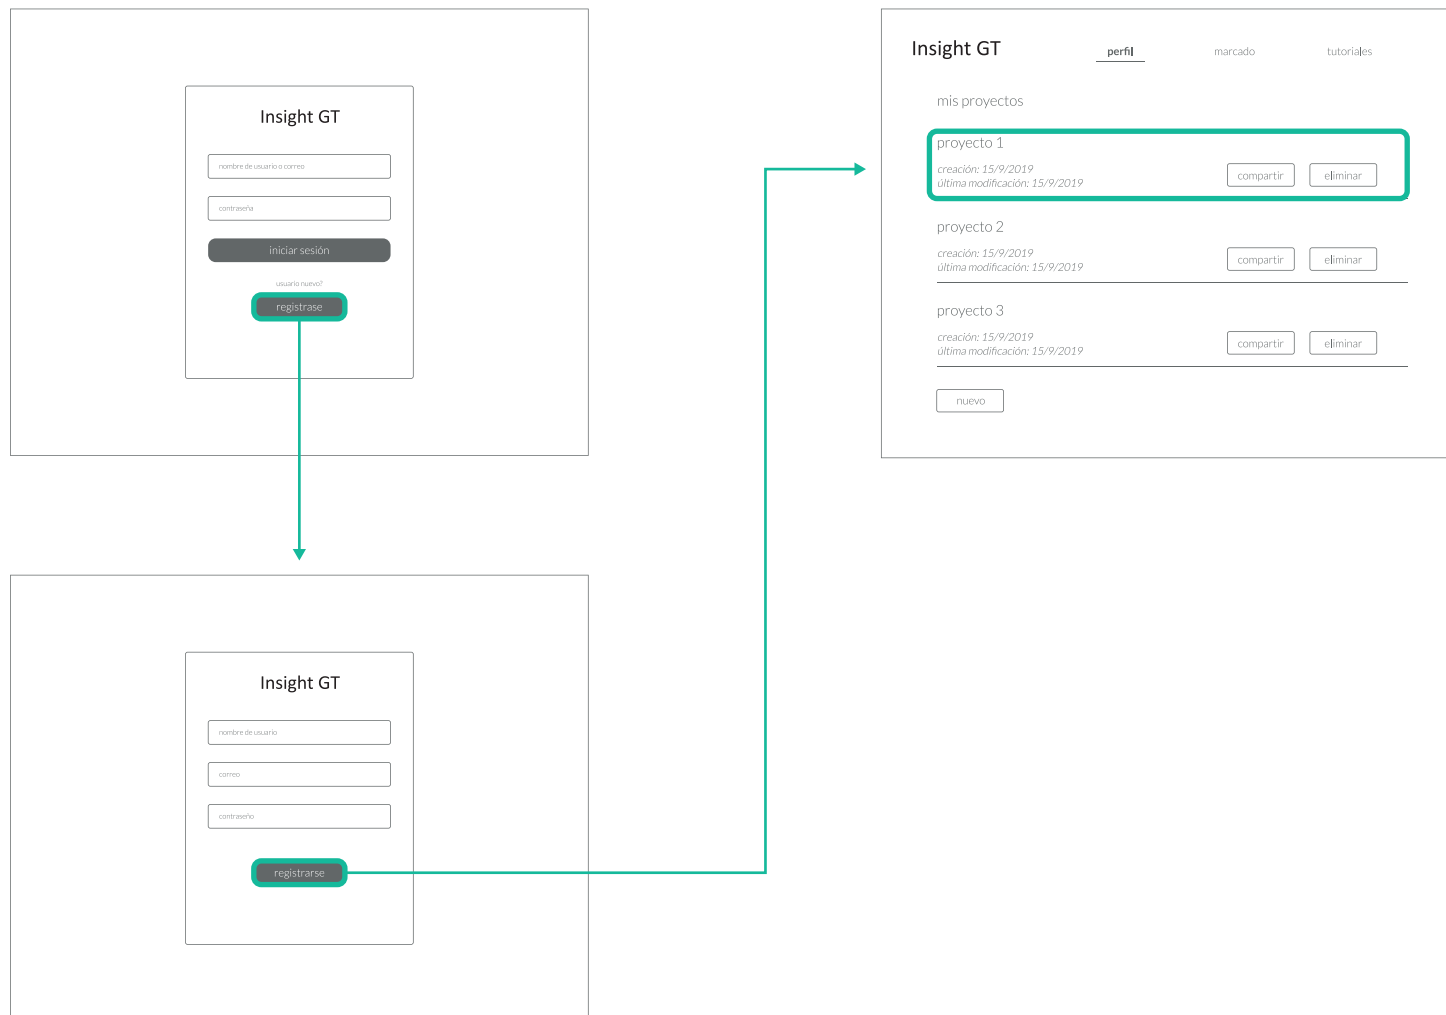 Insight GT
nombre de usuario o correo
contraseña
iniciar sesión
usuario nuevo?
registrase
Insight GT
nombre de usuario
correo
contraseño
registrarse
Insight GT
perfil
marcado
tutoriales
mis proyectos
proyecto 1
creación: 15/9/2019
última modificación: 15/9/2019
compartir
eliminar
proyecto 2
creación: 15/9/2019
última modificación: 15/9/2019
compartir
eliminar
proyecto 3
creación: 15/9/2019
última modificación: 15/9/2019
compartir
eliminar
nuevo